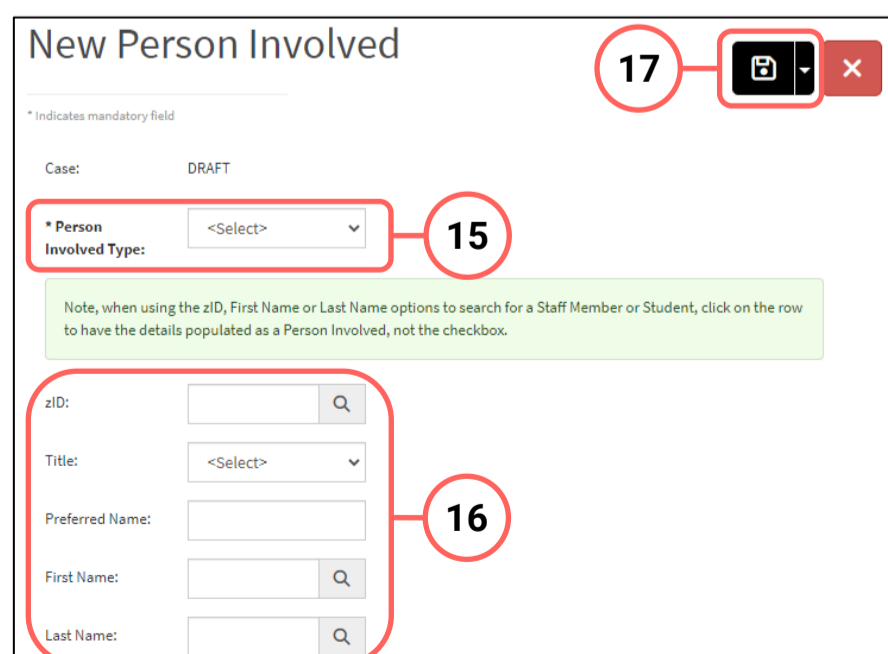 New Person Involved
17
* Indicates mandatory field
Case: DRAFT
* Person Involved Type: <Select>
15
Note, when using the zID, First Name or Last Name options to search for a Staff Member or Student, click on the row
to have the details populated as a Person Involved, not the checkbox.
zID:
Title: <Select>
Preferred Name:
16
First Name:
Last Name: